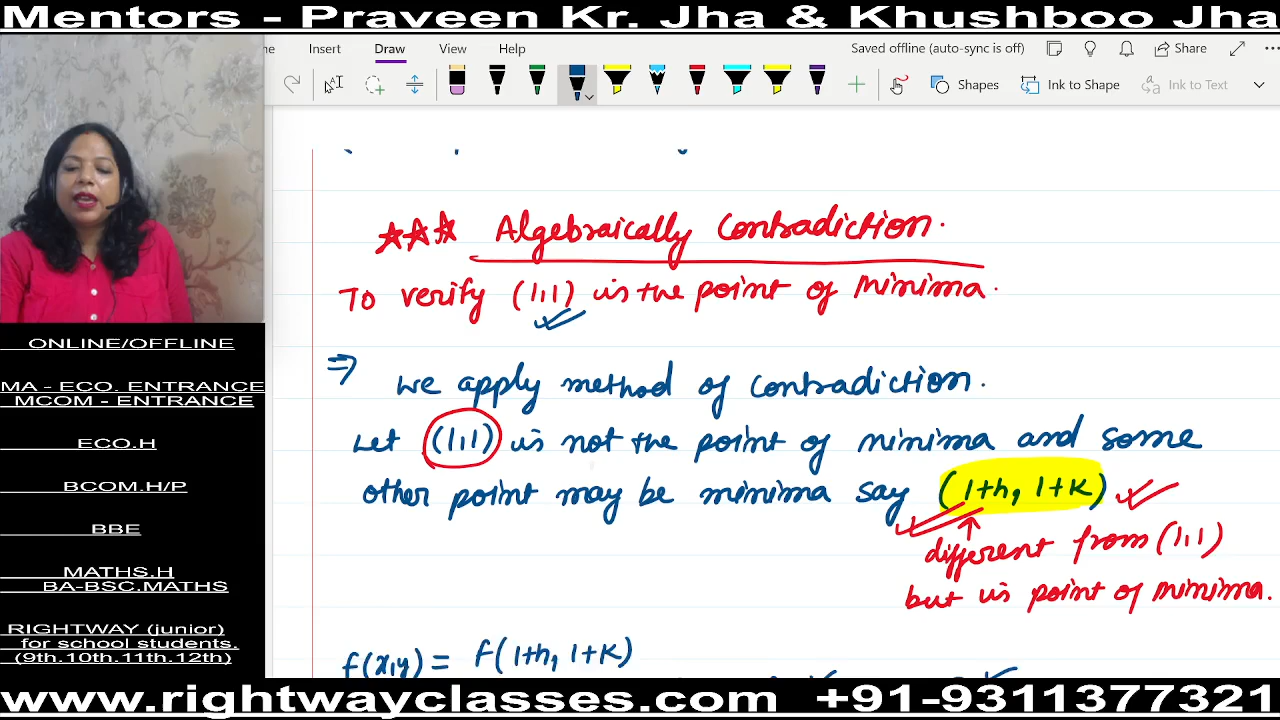 Mentors - Praveen Kr. Jha & Khushboo Jha
Insert Draw View Help
Saved offline (auto-sync is off) Share
Shapes Ink to Shape Ink to Text
*** Algebraically Contradiction.
To verify (1,1) is the point of Minima.
⇒ We apply method of contradiction.
Let (1,1) is not the point of minima and some
other point may be minima say (1+h, 1+K)
different from (1,1)
but is point of minima.
f(x,y) = f(1+h, 1+K)
ONLINE/OFFLINE
MA - ECO. ENTRANCE
MCOM - ENTRANCE
ECO.H
BCOM.H/P
BBE
MATHS.H
BA-BSC.MATHS
RIGHTWAY (junior)
for school students.
(9th.10th.11th.12th)
www.rightwayclasses.com +91-9311377321